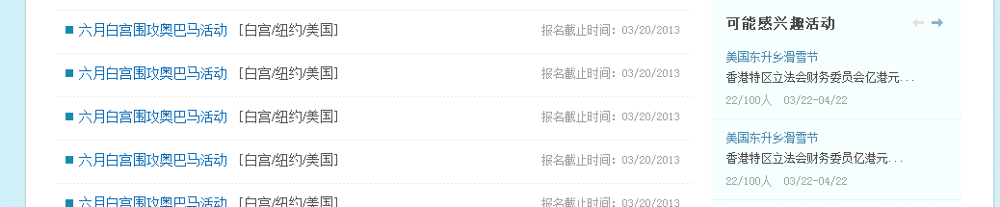 六月白宫围攻奥巴马活动 [白宫/纽约/美国] 报名截止时间：03/20/2013
六月白宫围攻奥巴马活动 [白宫/纽约/美国] 报名截止时间：03/20/2013
六月白宫围攻奥巴马活动 [白宫/纽约/美国] 报名截止时间：03/20/2013
六月白宫围攻奥巴马活动 [白宫/纽约/美国] 报名截止时间：03/20/2013
六月白宫围攻奥巴马活动 [白宫/纽约/美国] 报名截止时间：03/20/2013
可能感兴趣活动
美国东升乡滑雪节
香港特区立法会财务委员会亿港元...
22/100人 03/22-04/22
美国东升乡滑雪节
香港特区立法会财务委员亿港元...
22/100人 03/22-04/22